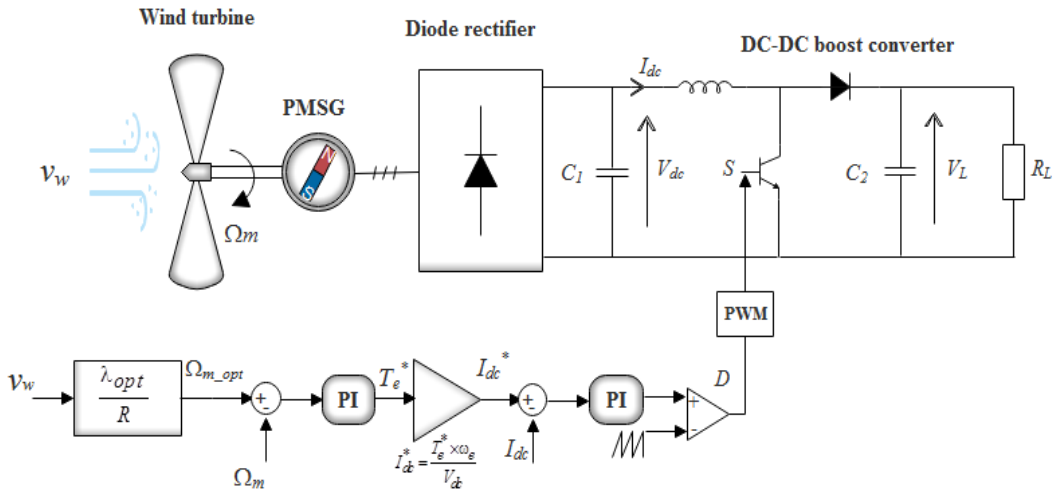 Wind turbine
Diode rectifier
DC-DC boost converter
I_dc
PMSG
N
S
v_w
C_1
V_dc
S
C_2
V_L
R_L
Ω_m
PWM
v_w
λ_opt
R
Ω_m_opt
+
-
PI
T_e^*
I_dc^*
+
-
PI
+
-
D
Ω_m
I_dc^* = T_e^* × ω_e / V_dc
I_dc